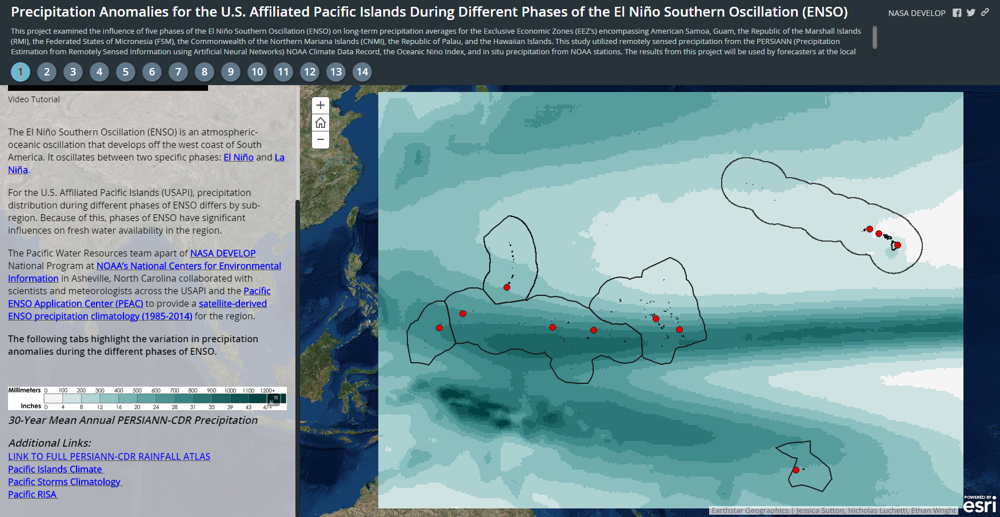 Precipitation Anomalies for the U.S. Affiliated Pacific Islands During Different Phases of the El Niño Southern Oscillation (ENSO)
NASA DEVELOP
This project examined the influence of five phases of the El Niño Southern Oscillation (ENSO) on long-term precipitation averages for the Exclusive Economic Zones (EEZ's) encompassing American Samoa, Guam, the Republic of the Marshall Islands
(RMI), the Federated States of Micronesia (FSM), the Commonwealth of the Northern Mariana Islands (CNMI), the Republic of Palau, and the Hawaiian Islands. This study utilized remotely sensed precipitation from the PERSIANN (Precipitation
Estimation from Remotely Sensed Information using Artificial Neural Networks) NOAA Climate Data Record, the Oceanic Nino Index, and in situ precipitation from NOAA stations. The results from this project will be used by forecasters at the local
1 2 3 4 5 6 7 8 9 10 11 12 13 14
Video Tutorial
The El Niño Southern Oscillation (ENSO) is an atmospheric-
oceanic oscillation that develops off the west coast of South
America. It oscillates between two specific phases: El Niño and La
Niña.
For the U.S. Affiliated Pacific Islands (USAPI), precipitation
distribution during different phases of ENSO differs by sub-
region. Because of this, phases of ENSO have significant
influences on fresh water availability in the region.
The Pacific Water Resources team apart of NASA DEVELOP
National Program at NOAA's National Centers for Environmental
Information in Asheville, North Carolina collaborated with
scientists and meteorologists across the USAPI and the Pacific
ENSO Application Center (PEAC) to provide a satellite-derived
ENSO precipitation climatology (1985-2014) for the region.
The following tabs highlight the variation in precipitation
anomalies during the different phases of ENSO.
Millimeters 0 100 200 300 400 500 600 700 800 900 1000 1100 1200+
Inches 0 4 8 12 16 20 24 28 31 35 39 43 47+
30-Year Mean Annual PERSIANN-CDR Precipitation
Additional Links:
LINK TO FULL PERSIANN-CDR RAINFALL ATLAS
Pacific Islands Climate
Pacific Storms Climatology
Pacific RISA
+
−
Earthstar Geographics | Jessica Sutton, Nicholas Luchetti, Ethan Wright
POWERED BY
esri